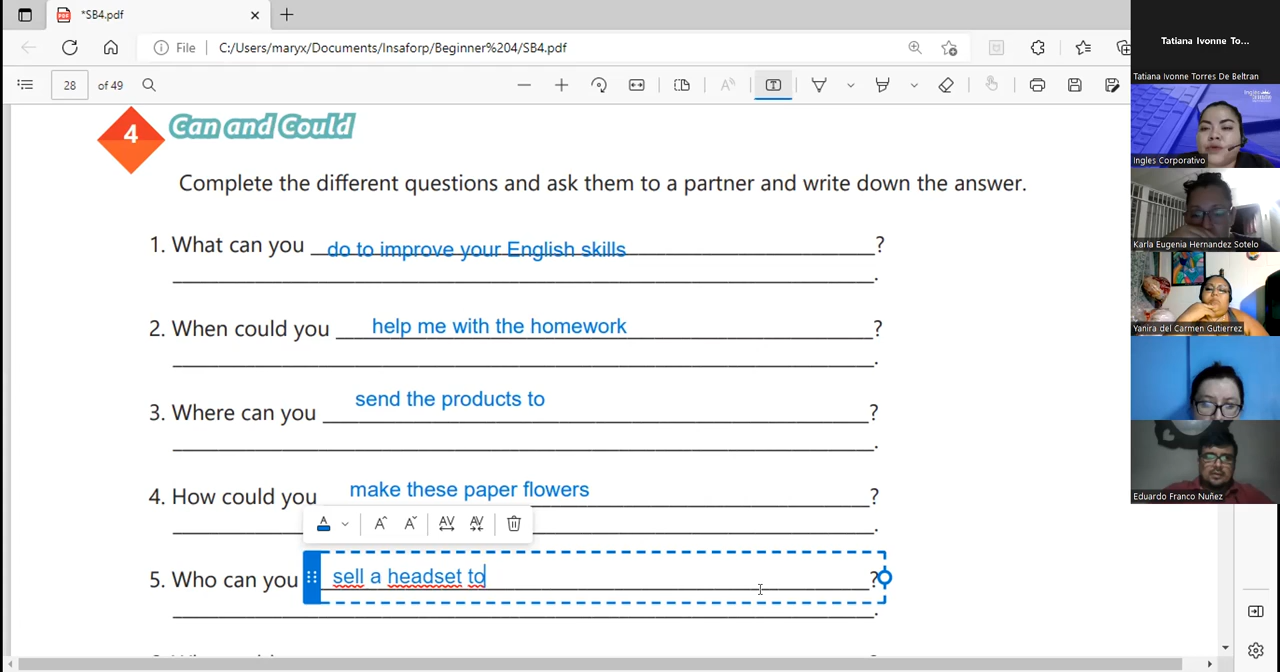 *SB4.pdf
File C:/Users/maryx/Documents/Insaforp/Beginner%204/SB4.pdf
28 of 49
4 Can and Could
Complete the different questions and ask them to a partner and write down the answer.
1. What can you do to improve your English skills ?
2. When could you help me with the homework ?
3. Where can you send the products to ?
4. How could you make these paper flowers ?
5. Who can you sell a headset to ?
Tatiana Ivonne To...
Tatiana Ivonne Torres De Beltran
Ingles Corporativo
Karla Eugenia Hernandez Sotelo
Yanira del Carmen Gutierrez
Eduardo Franco Nuñez